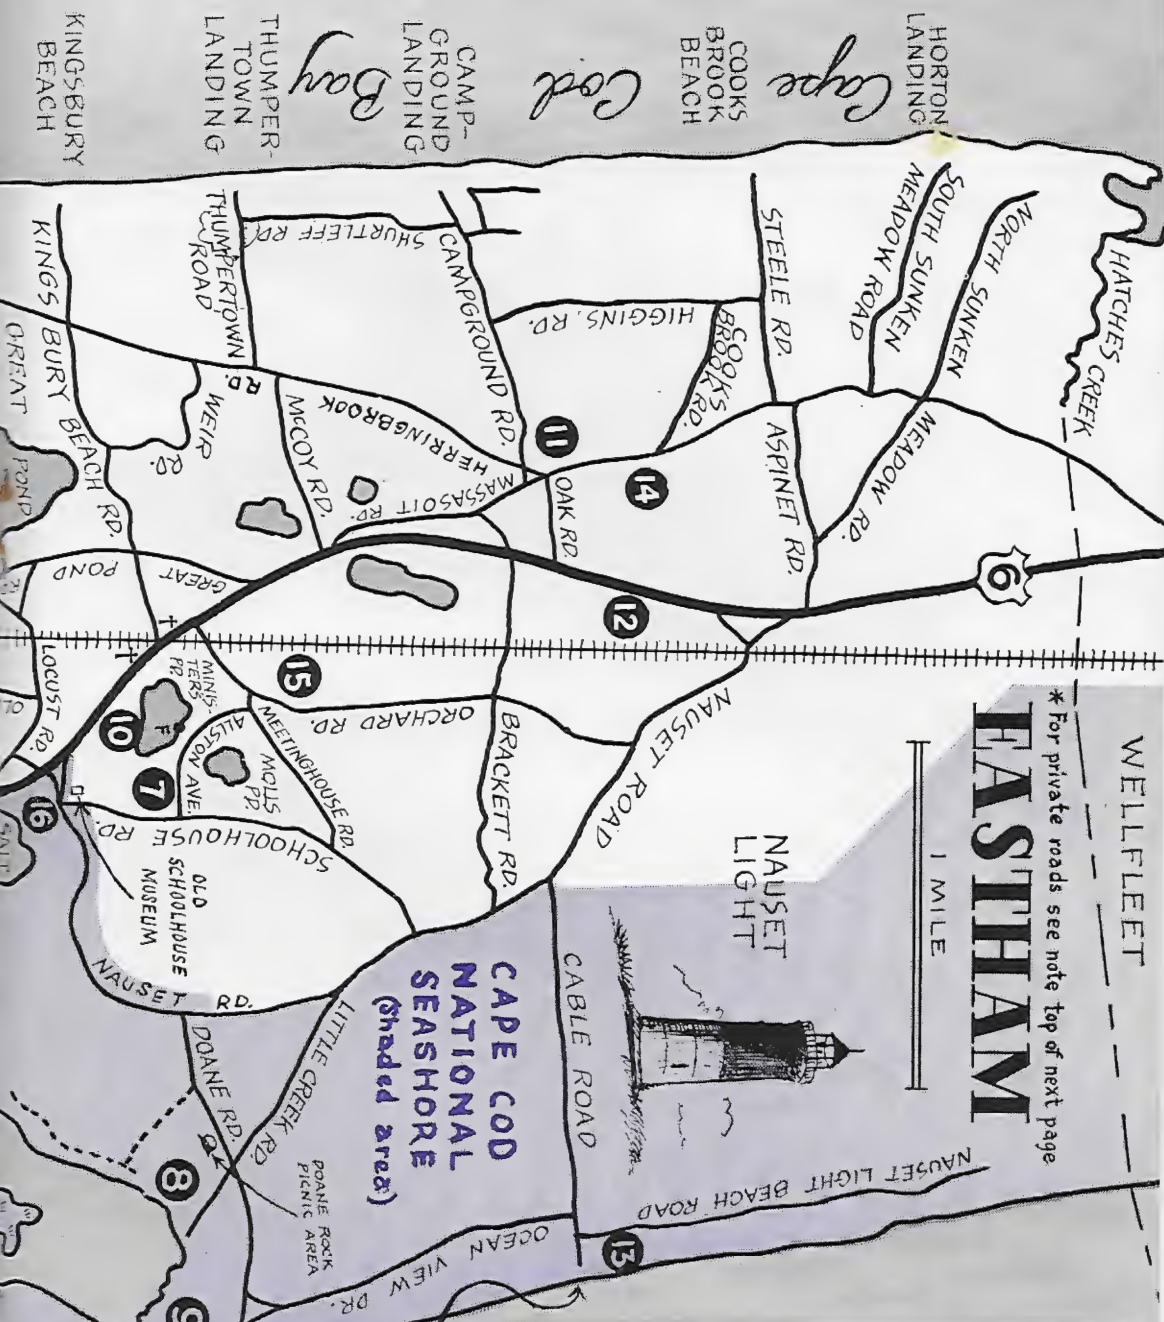 WELLFLEET
* For private roads see note top of next page
EASTHAM
1 MILE
HORTON
LANDING
Cape
Cod
Bay
COOKS
BROOK
BEACH
CAMP-
GROUND
LANDING
THUMPER-
TOWN
LANDING
KINGSBURY
BEACH
HATCHES CREEK
NORTH SUNKEN
MEADOW RD.
SOUTH SUNKEN
MEADOW ROAD
STEELE RD.
ASPINET RD.
COOK'S
BROOK RD.
HIGGINS RD.
CAMPGROUND RD.
SHURTLEFF RD.
THUMPERTOWN
ROAD
HERRINGBROOK
RD.
MASSASOIT RD.
OAK RD.
McCOY RD.
WEIR
RD.
KINGSBURY BEACH RD.
GREAT
POND
GREAT
POND
LOCUST RD.
6
11
14
12
15
10
7
16
8
9
13
MINIS-
TERS
PD.
F
ALLSTON AVE.
MOLLS
PD.
MEETINGHOUSE RD.
ORCHARD RD.
BRACKETT RD.
NAUSET ROAD
SCHOOLHOUSE RD.
OLD
SCHOOLHOUSE
MUSEUM
SALT
NAUSET RD.
NAUSET
LIGHT
CABLE ROAD
CAPE COD
NATIONAL
SEASHORE
(Shaded area)
LITTLE CREEK RD.
DOANE RD.
DOANE ROCK
PICNIC AREA
NAUSET LIGHT BEACH ROAD
OCEAN VIEW DR.